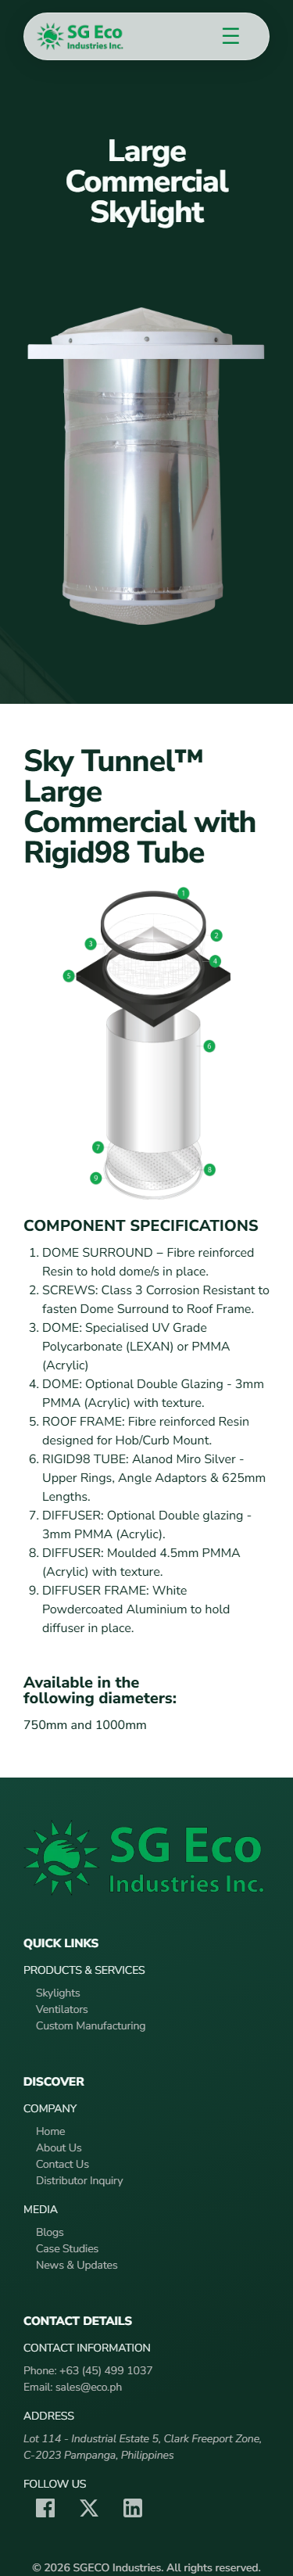 SG Eco
Industries Inc.
Large
Commercial
Skylight
Sky Tunnel™
Large
Commercial with
Rigid98 Tube
1
2
3
4
5
6
7
8
9
COMPONENT SPECIFICATIONS
1. DOME SURROUND – Fibre reinforced
Resin to hold dome/s in place.
2. SCREWS: Class 3 Corrosion Resistant to
fasten Dome Surround to Roof Frame.
3. DOME: Specialised UV Grade
Polycarbonate (LEXAN) or PMMA
(Acrylic)
4. DOME: Optional Double Glazing - 3mm
PMMA (Acrylic) with texture.
5. ROOF FRAME: Fibre reinforced Resin
designed for Hob/Curb Mount.
6. RIGID98 TUBE: Alanod Miro Silver -
Upper Rings, Angle Adaptors & 625mm
Lengths.
7. DIFFUSER: Optional Double glazing -
3mm PMMA (Acrylic).
8. DIFFUSER: Moulded 4.5mm PMMA
(Acrylic) with texture.
9. DIFFUSER FRAME: White
Powdercoated Aluminium to hold
diffuser in place.
Available in the
following diameters:
750mm and 1000mm
SG Eco
Industries Inc.
QUICK LINKS
PRODUCTS & SERVICES
Skylights
Ventilators
Custom Manufacturing
DISCOVER
COMPANY
Home
About Us
Contact Us
Distributor Inquiry
MEDIA
Blogs
Case Studies
News & Updates
CONTACT DETAILS
CONTACT INFORMATION
Phone: +63 (45) 499 1037
Email: sales@eco.ph
ADDRESS
Lot 114 - Industrial Estate 5, Clark Freeport Zone,
C-2023 Pampanga, Philippines
FOLLOW US
© 2026 SGECO Industries. All rights reserved.